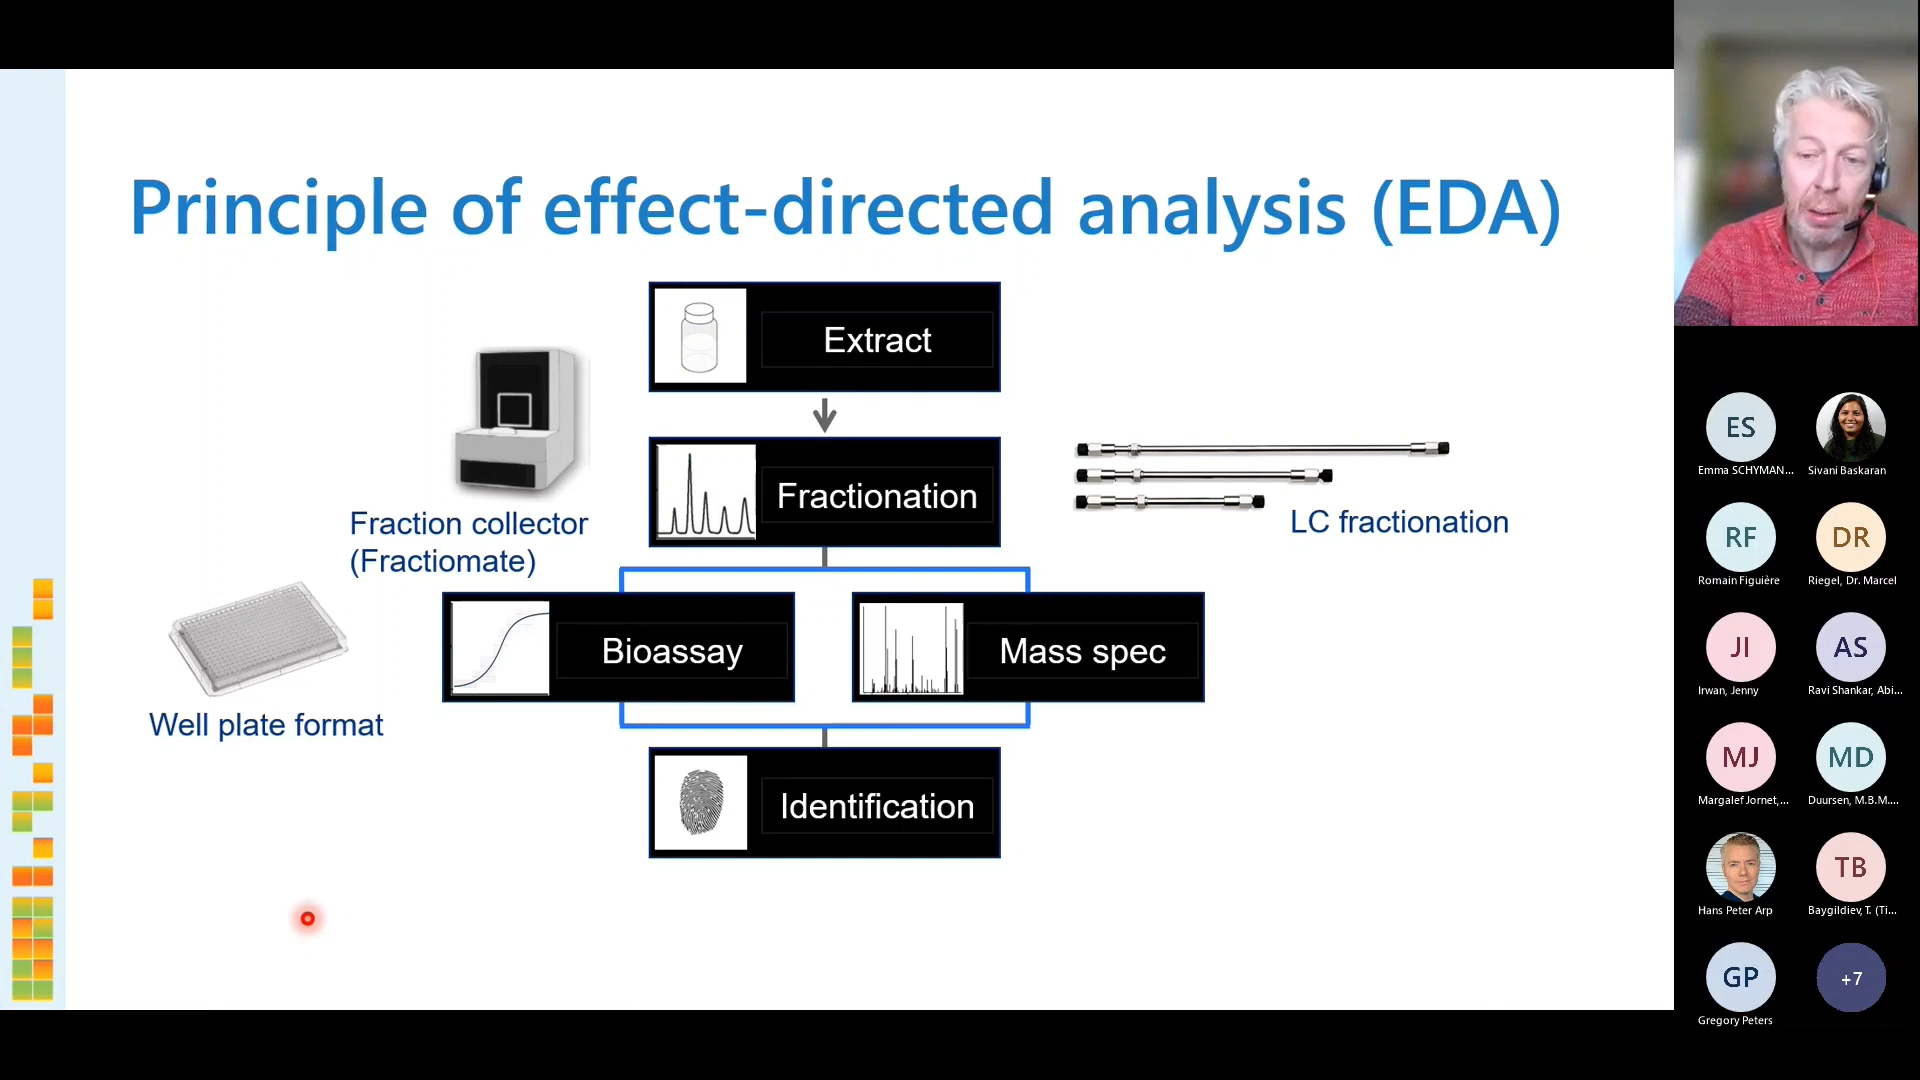 Principle of effect-directed analysis (EDA)
Extract
Fractionation
Fraction collector
(Fractiomate)
LC fractionation
Bioassay
Mass spec
Well plate format
Identification
ES
Emma SCHYMAN...
Sivani Baskaran
RF
Romain Figuière
DR
Riegel, Dr. Marcel
JI
Irwan, Jenny
AS
Ravi Shankar, Abi...
MJ
Margalef Jornet,...
MD
Duursen, M.B.M....
Hans Peter Arp
TB
Baygildiev, T. (Ti...
GP
Gregory Peters
+7